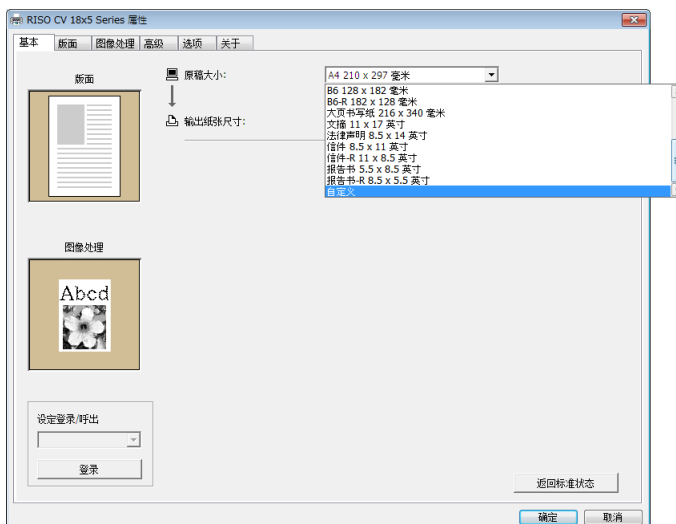 RISO CV 18x5 Series 属性
基本 版面 图像处理 高级 选项 关于
版面
原稿大小:
A4 210 x 297 毫米
B6 128 x 182 毫米
B6-R 182 x 128 毫米
大页书写纸 216 x 340 毫米
文摘 11 x 17 英寸
法律声明 8.5 x 14 英寸
信件 8.5 x 11 英寸
信件-R 11 x 8.5 英寸
报告书 5.5 x 8.5 英寸
报告书-R 8.5 x 5.5 英寸
自定义
输出纸张尺寸:
图像处理
Abcd
设定登录/呼出
登录
返回标准状态
确定 取消